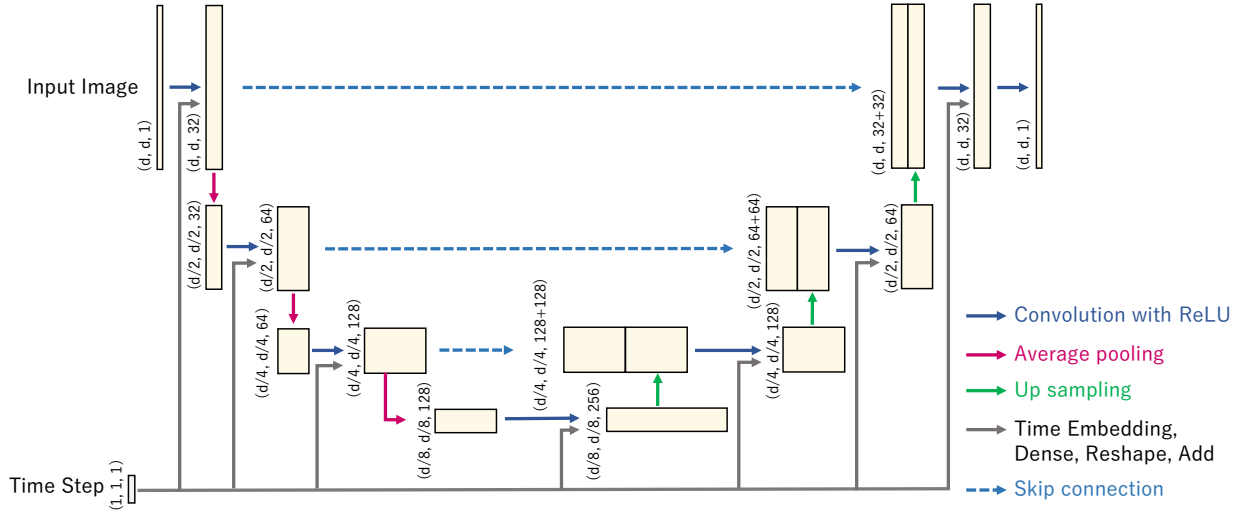 Input Image
(d, d, 1)
(d, d, 32)
(d, d, 32+32)
(d, d, 32)
(d, d, 1)
(d/2, d/2, 32)
(d/2, d/2, 64)
(d/2, d/2, 64+64)
(d/2, d/2, 64)
(d/4, d/4, 64)
(d/4, d/4, 128)
(d/4, d/4, 128+128)
(d/4, d/4, 128)
(d/8, d/8, 128)
(d/8, d/8, 256)
Time Step
(1, 1, 1)
Convolution with ReLU
Average pooling
Up sampling
Time Embedding,
Dense, Reshape, Add
Skip connection